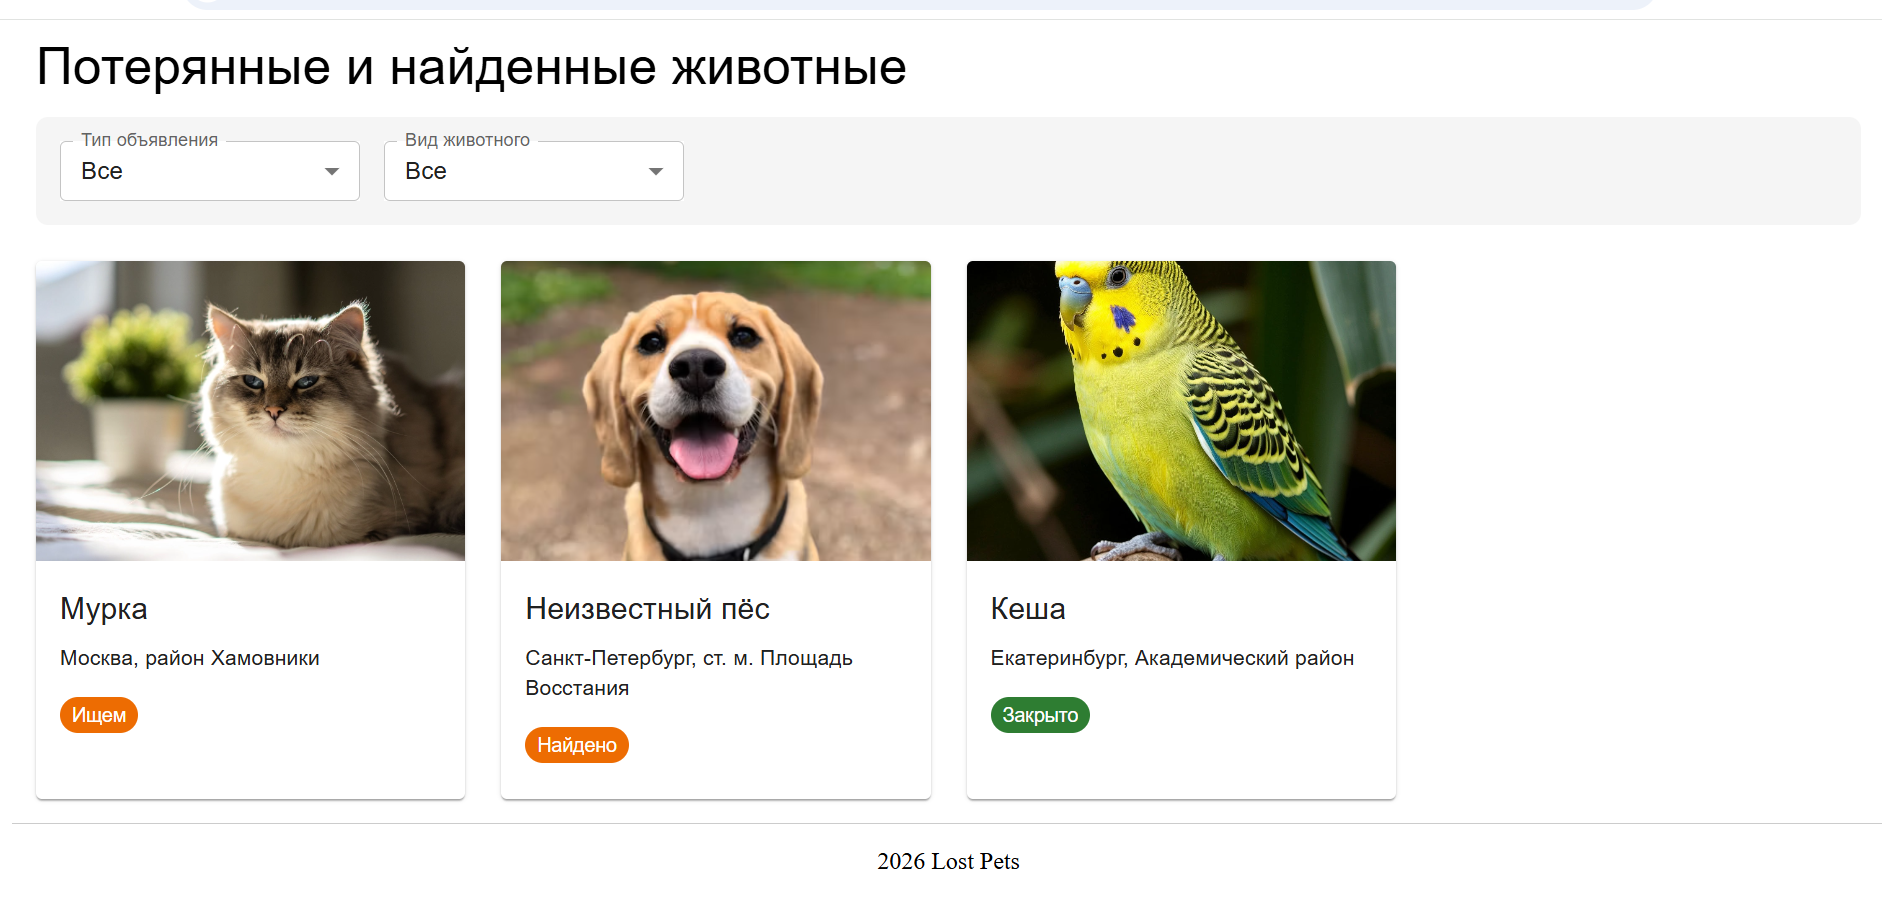 Потерянные и найденные животные
Тип объявления
Все
Вид животного
Все
Мурка
Москва, район Хамовники
Ищем
Неизвестный пёс
Санкт-Петербург, ст. м. Площадь
Восстания
Найдено
Кеша
Екатеринбург, Академический район
Закрыто
2026 Lost Pets